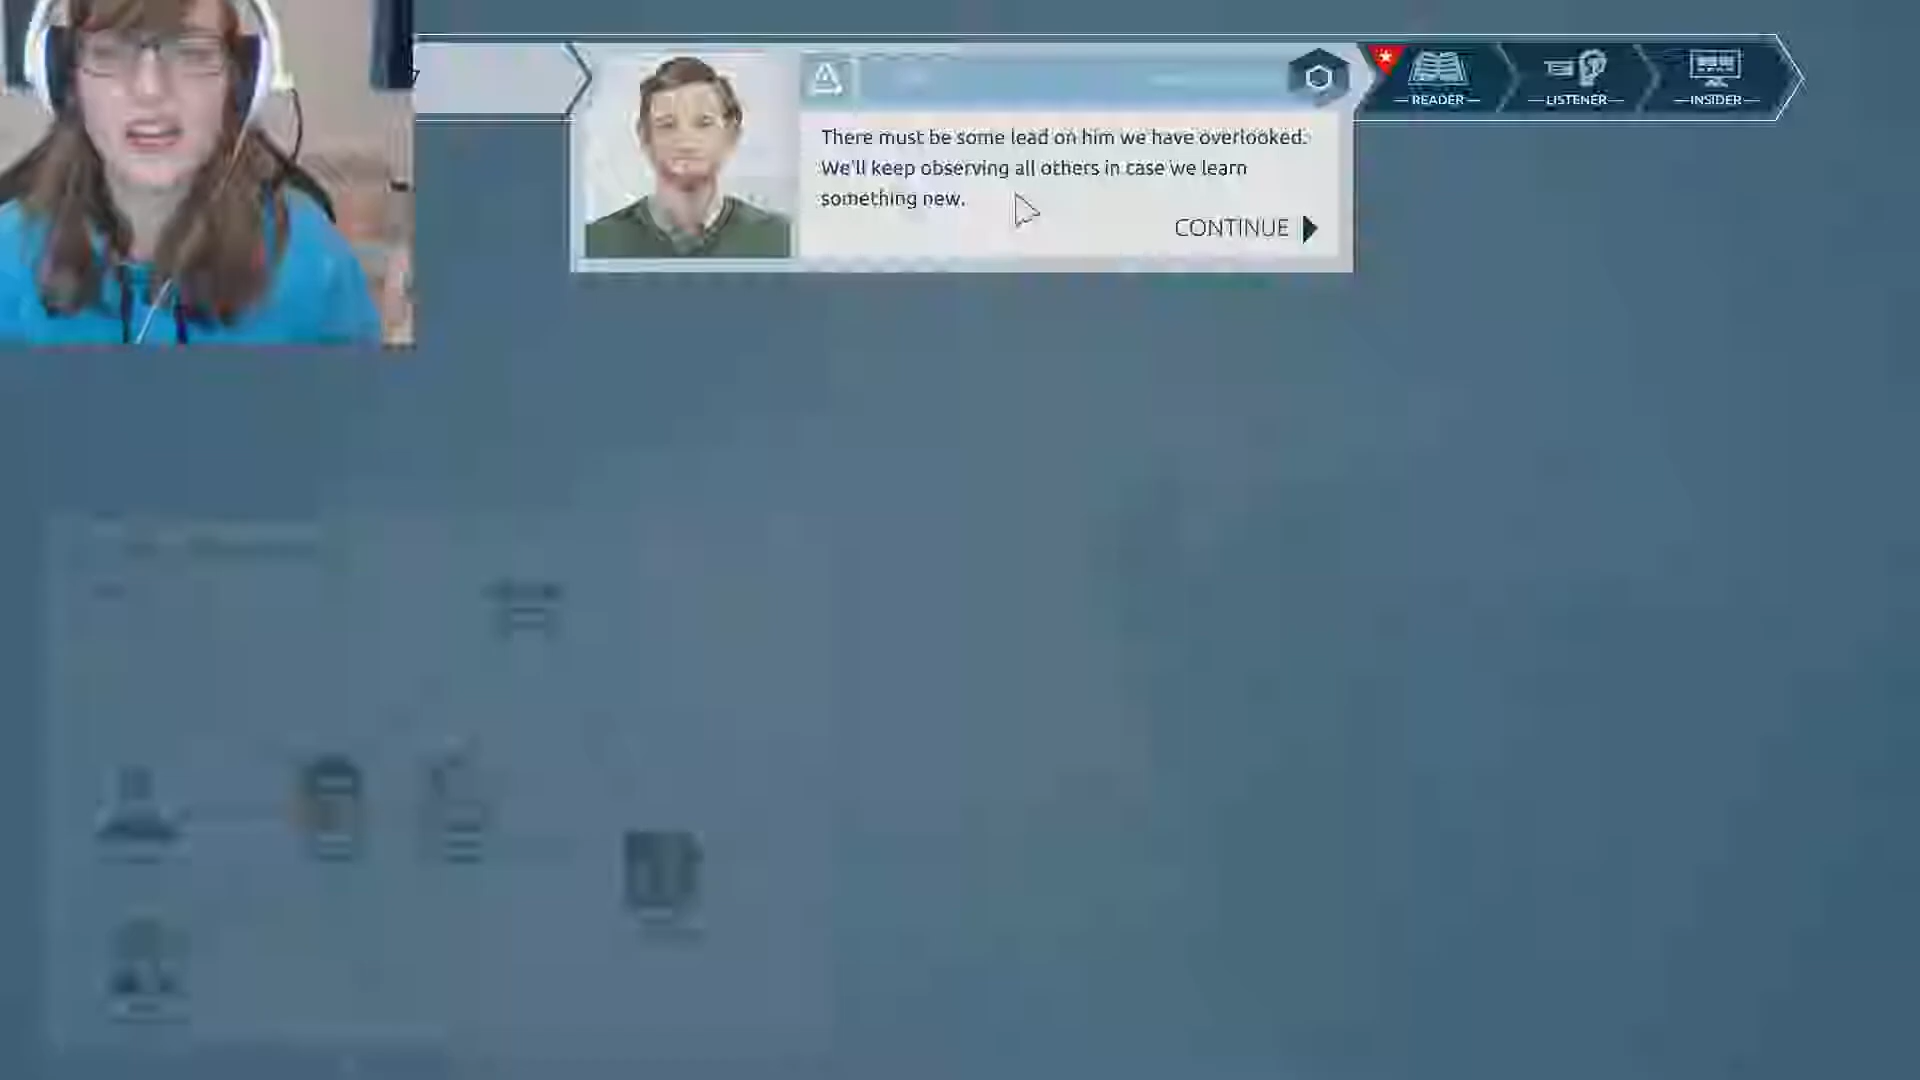 There must be some lead on him we have overlooked.
We'll keep observing all others in case we learn
something new.
CONTINUE
READER
LISTENER
INSIDER